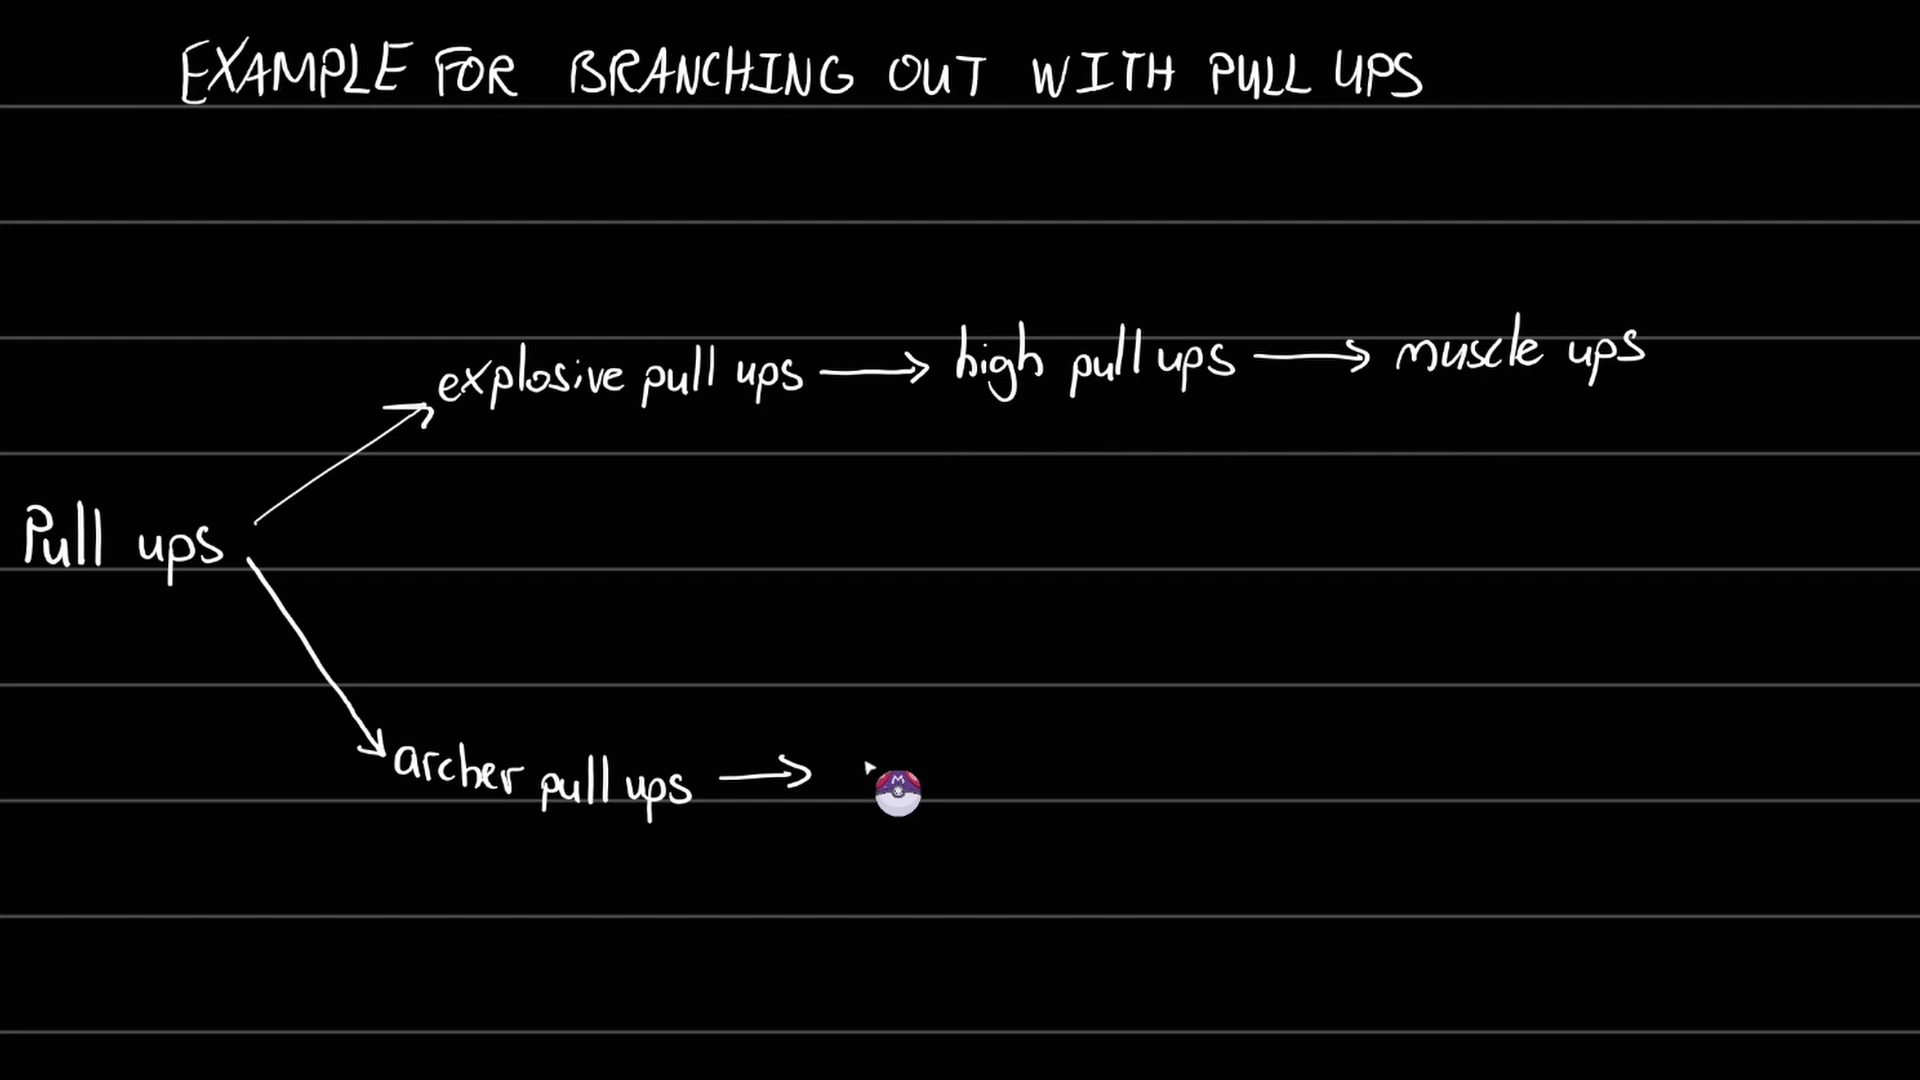 EXAMPLE FOR BRANCHING OUT WITH PULL UPS
explosive pull ups → high pull ups → muscle ups
Pull ups
archer pull ups →
M